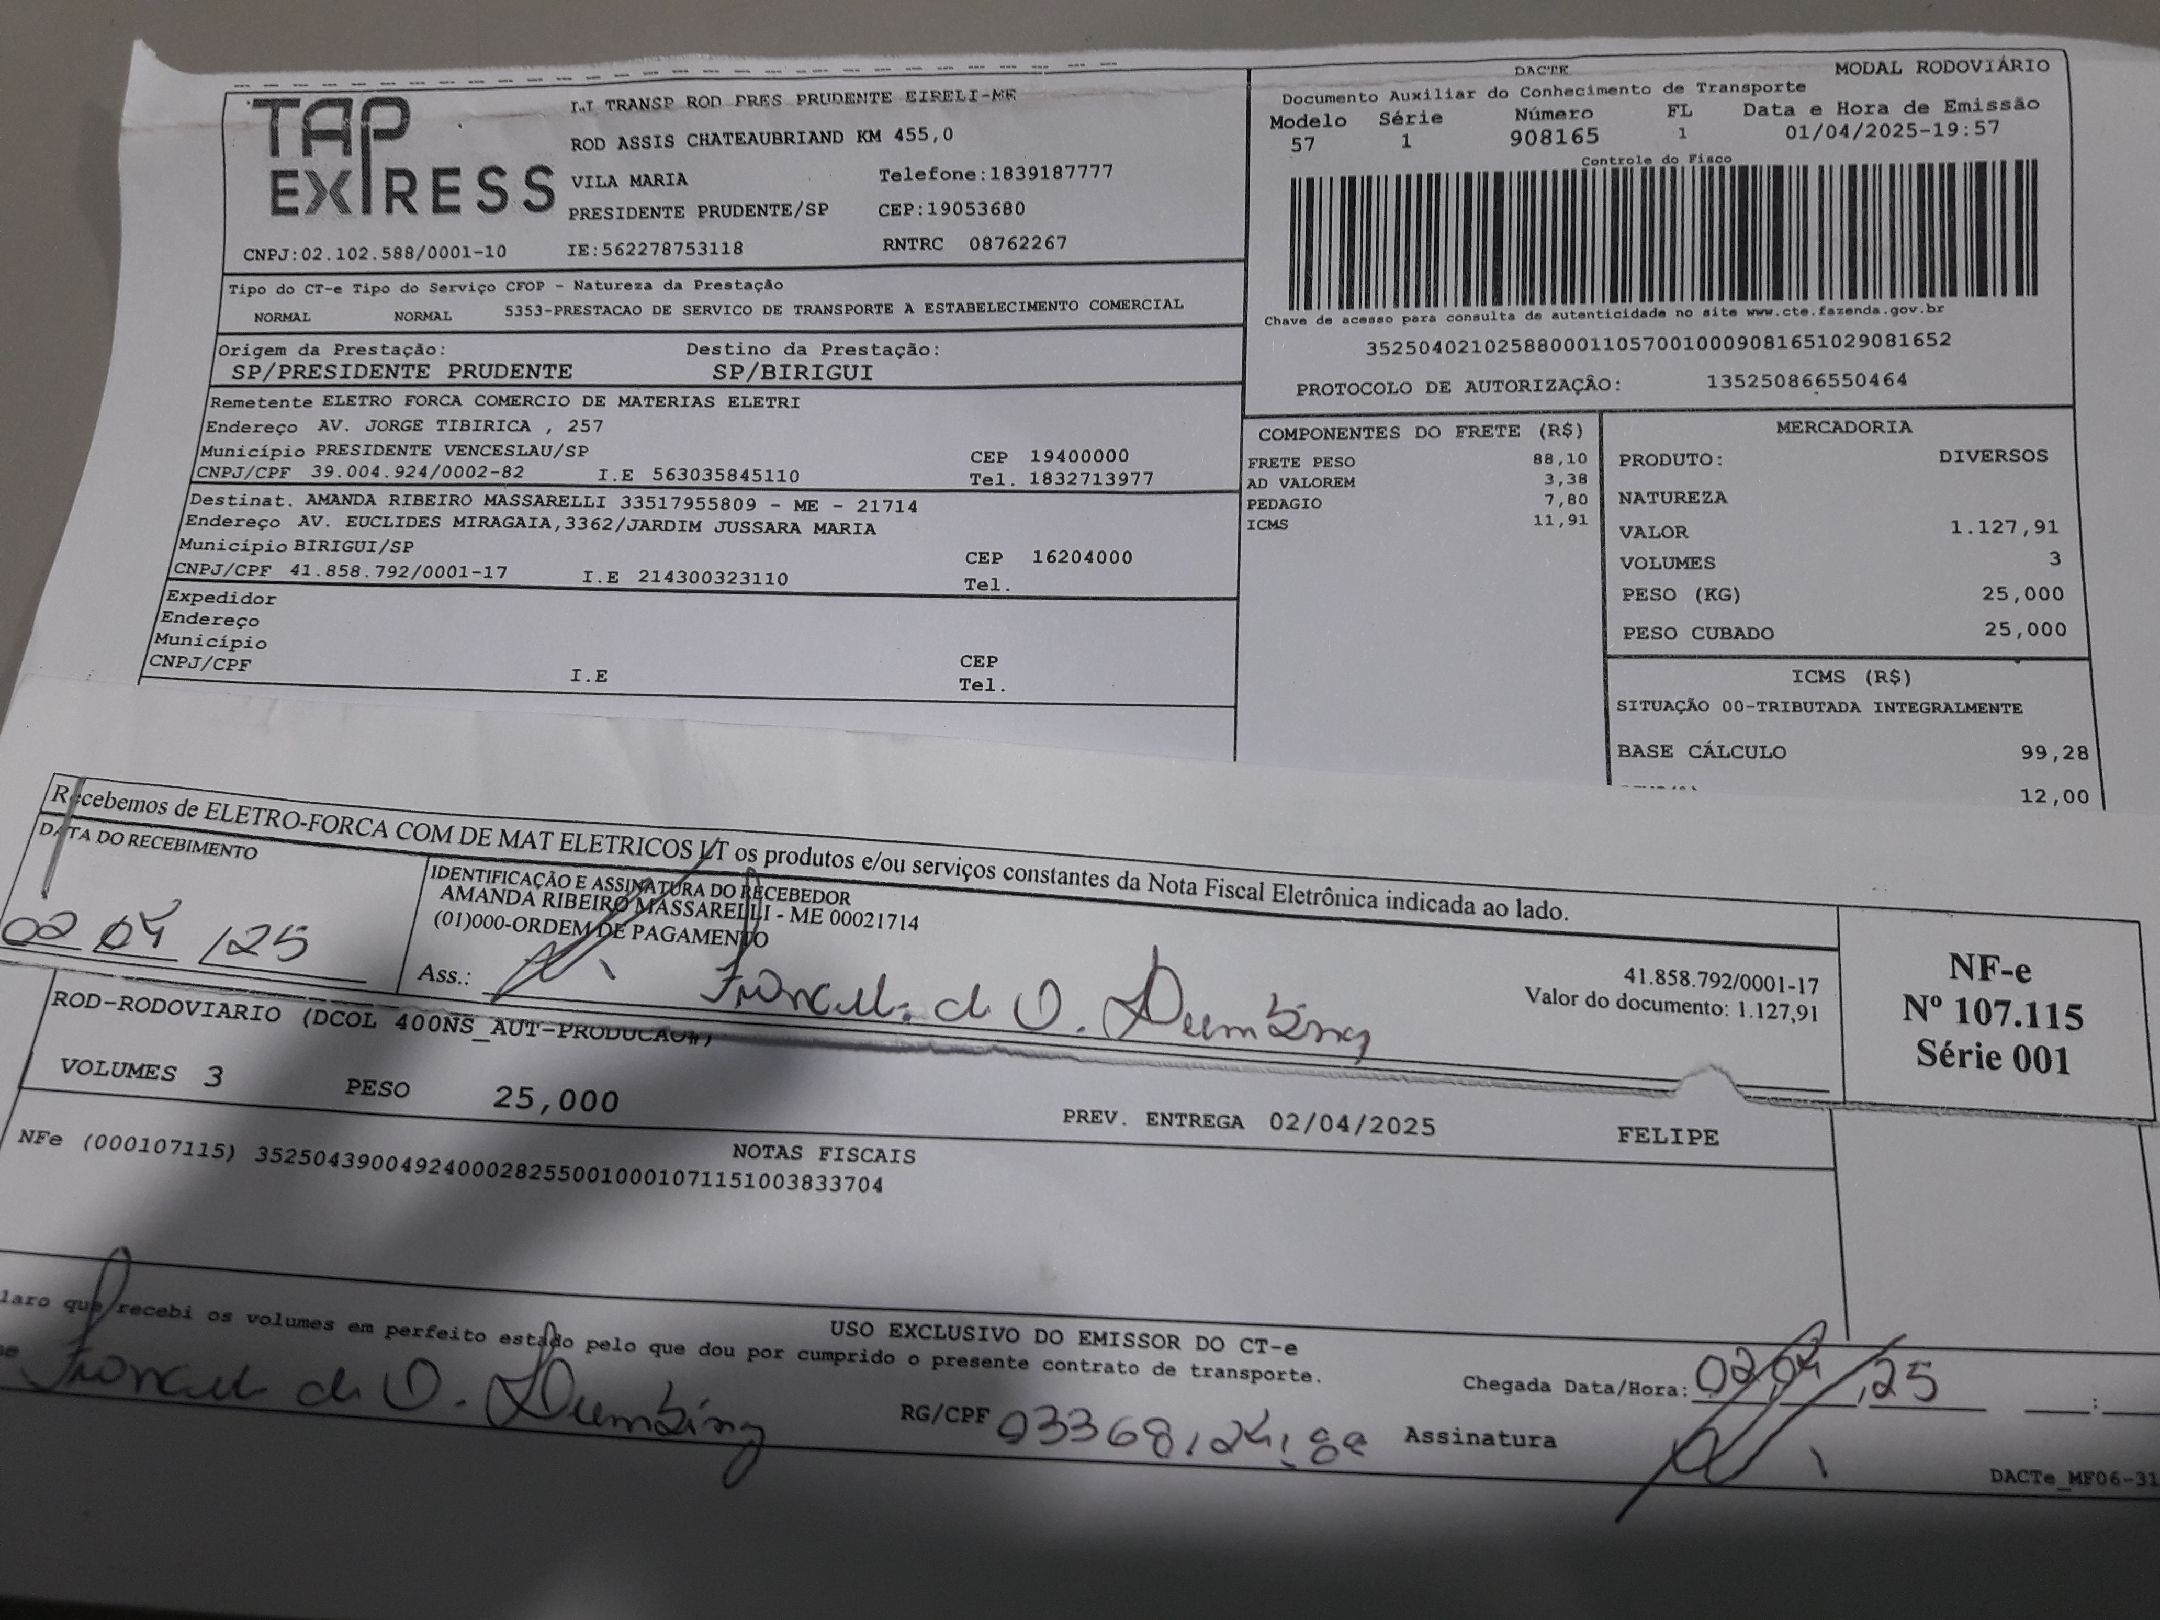 TAP
EXPRESS
LJ TRANSP ROD PRES PRUDENTE EIRELI-ME
ROD ASSIS CHATEAUBRIAND KM 455,0
VILA MARIA Telefone:1839187777
PRESIDENTE PRUDENTE/SP CEP:19053680
CNPJ:02.102.588/0001-10 IE:562278753118 RNTRC 08762267
DACTE MODAL RODOVIÁRIO
Documento Auxiliar do Conhecimento de Transporte
Modelo Série Número FL Data e Hora de Emissão
57 1 908165 1 01/04/2025-19:57
Controle do Fisco
Chave de acesso para consulta de autenticidade no site www.cte.fazenda.gov.br
35250402102588000110570010009081651029081652
PROTOCOLO DE AUTORIZAÇÃO: 135250866550464
Tipo do CT-e Tipo do Serviço CFOP - Natureza da Prestação
NORMAL NORMAL 5353-PRESTACAO DE SERVICO DE TRANSPORTE A ESTABELECIMENTO COMERCIAL
Origem da Prestação: Destino da Prestação:
SP/PRESIDENTE PRUDENTE SP/BIRIGUI
Remetente ELETRO FORCA COMERCIO DE MATERIAS ELETRI
Endereço AV. JORGE TIBIRICA , 257
Município PRESIDENTE VENCESLAU/SP CEP 19400000
CNPJ/CPF 39.004.924/0002-82 I.E 563035845110 Tel. 1832713977
Destinat. AMANDA RIBEIRO MASSARELLI 33517955809 - ME - 21714
Endereço AV. EUCLIDES MIRAGAIA,3362/JARDIM JUSSARA MARIA
Município BIRIGUI/SP CEP 16204000
CNPJ/CPF 41.858.792/0001-17 I.E 214300323110 Tel.
Expedidor
Endereço
Município CEP
CNPJ/CPF I.E Tel.
COMPONENTES DO FRETE (R$)
FRETE PESO 88,10
AD VALOREM 3,38
PEDAGIO 7,80
ICMS 11,91
MERCADORIA
PRODUTO: DIVERSOS
NATUREZA
VALOR 1.127,91
VOLUMES 3
PESO (KG) 25,000
PESO CUBADO 25,000
ICMS (R$)
SITUAÇÃO 00-TRIBUTADA INTEGRALMENTE
BASE CÁLCULO 99,28
12,00
Recebemos de ELETRO-FORCA COM DE MAT ELETRICOS LT os produtos e/ou serviços constantes da Nota Fiscal Eletrônica indicada ao lado.
DATA DO RECEBIMENTO
02 04 /25
IDENTIFICAÇÃO E ASSINATURA DO RECEBEDOR
AMANDA RIBEIRO MASSARELLI - ME 00021714
(01)000-ORDEM DE PAGAMENTO
Ass.:
41.858.792/0001-17
Valor do documento: 1.127,91
NF-e
Nº 107.115
Série 001
ROD-RODOVIARIO (DCOL 400NS_AUT-PRODUCAO#)
VOLUMES 3 PESO 25,000 PREV. ENTREGA 02/04/2025 FELIPE
NOTAS FISCAIS
NFe (000107115) 35250439004924000282550010001071151003833704
USO EXCLUSIVO DO EMISSOR DO CT-e
laro que recebi os volumes em perfeito estado pelo que dou por cumprido o presente contrato de transporte.
Chegada Data/Hora: 02 04 25 :
RG/CPF Assinatura
DACTe_MF06-31